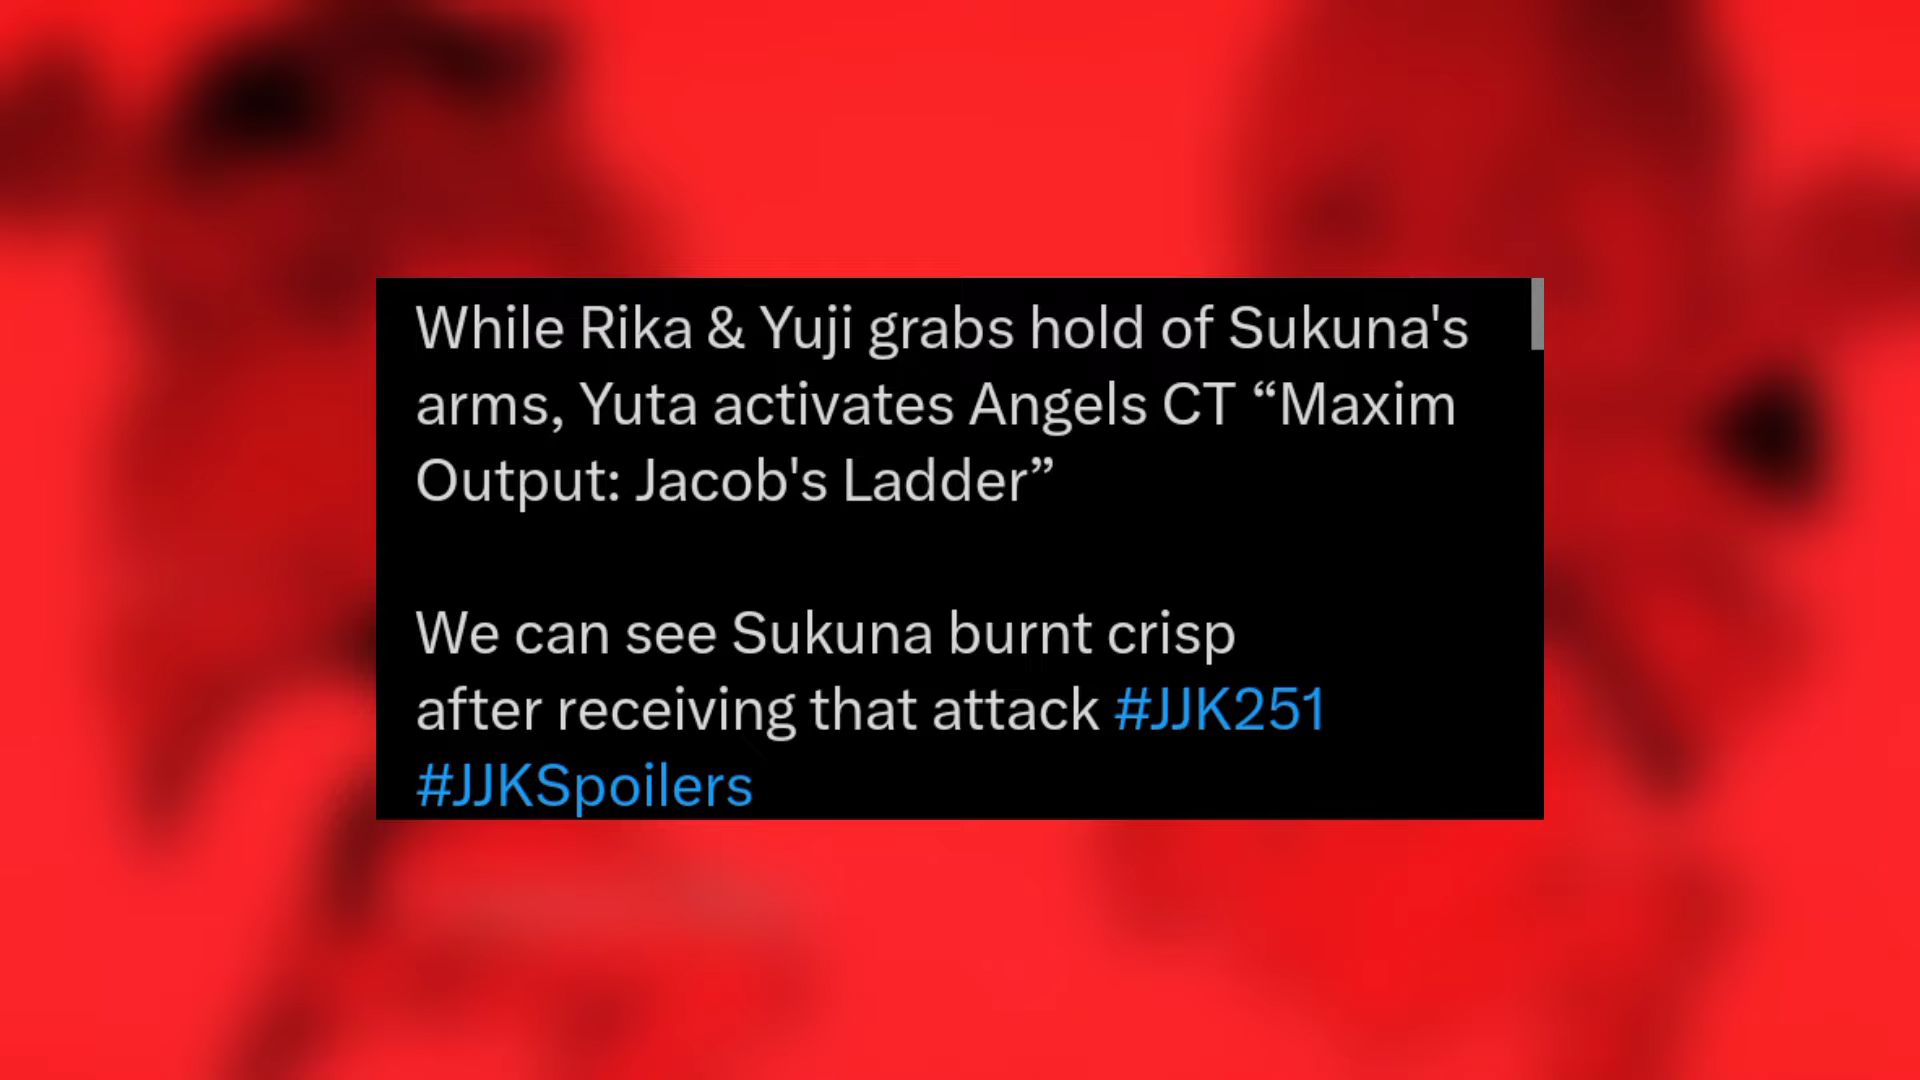 While Rika & Yuji grabs hold of Sukuna's
arms, Yuta activates Angels CT “Maxim
Output: Jacob's Ladder”
We can see Sukuna burnt crisp
after receiving that attack #JJK251
#JJKSpoilers